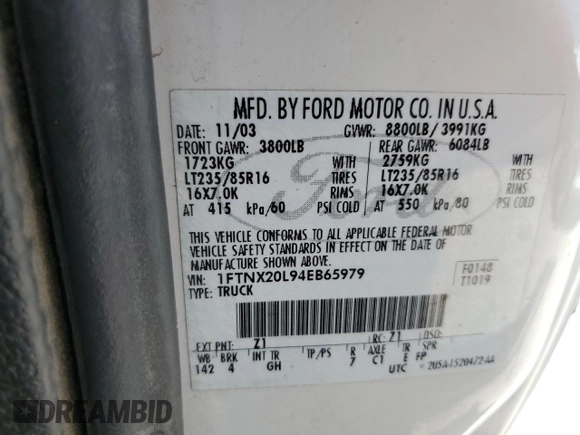 MFD. BY FORD MOTOR CO. IN U.S.A.
DATE: 11/03 GVWR: 8800LB / 3991KG
FRONT GAWR: 3800LB REAR GAWR: 6084LB
1723KG WITH 2759KG WITH
LT235/85R16 TIRES LT235/85R16 TIRES
16X7.0K RIMS 16X7.0K RIMS
AT 415 kPa/60 PSI COLD AT 550 kPa/80 PSI COLD
Ford
THIS VEHICLE CONFORMS TO ALL APPLICABLE FEDERAL MOTOR
VEHICLE SAFETY STANDARDS IN EFFECT ON THE DATE OF
MANUFACTURE SHOWN ABOVE.
VIN: 1FTNX20L94EB65979
TYPE: TRUCK
F0148
T1019
EXT PNT: Z1 RC: Z1 DSO:
WB BRK INT TR TP/PS R AXLE TR SPR
142 4 GH 7 C1 E FP
UTC 2U5A-1520472-AA
DREAMBID